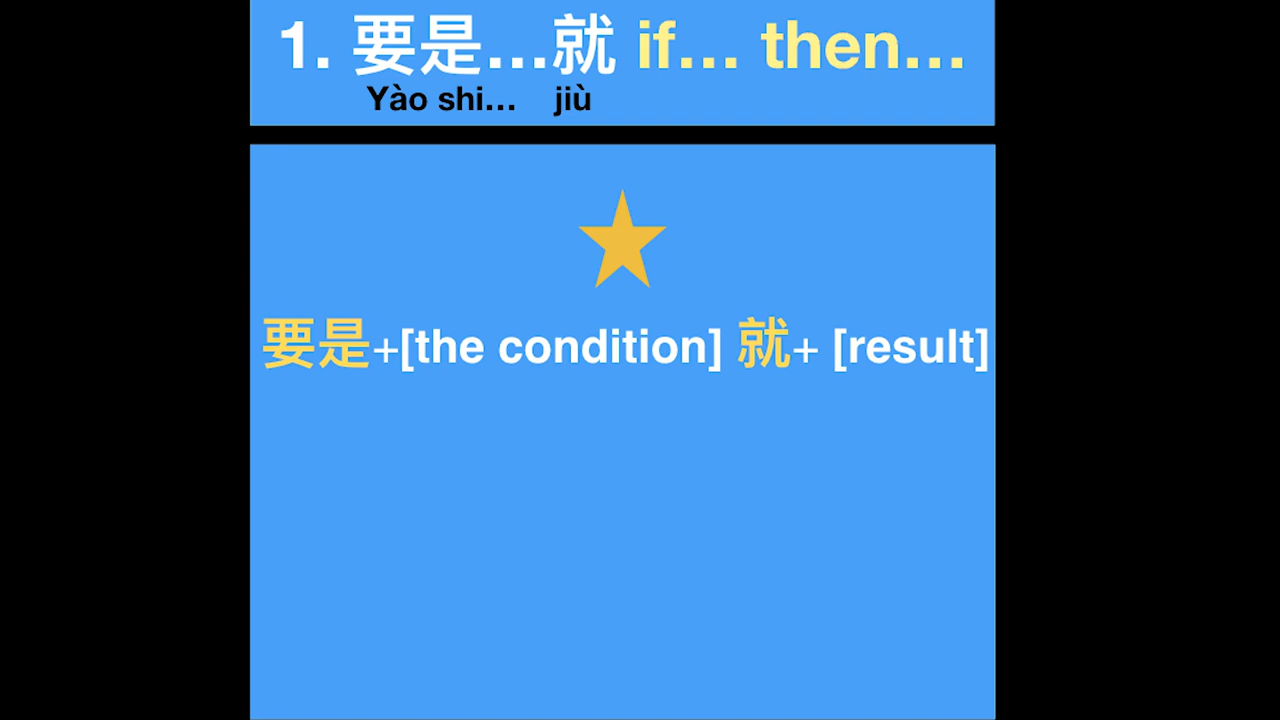 1. 要是…就 if… then…
Yào shi… jiù
要是+[the condition] 就+ [result]